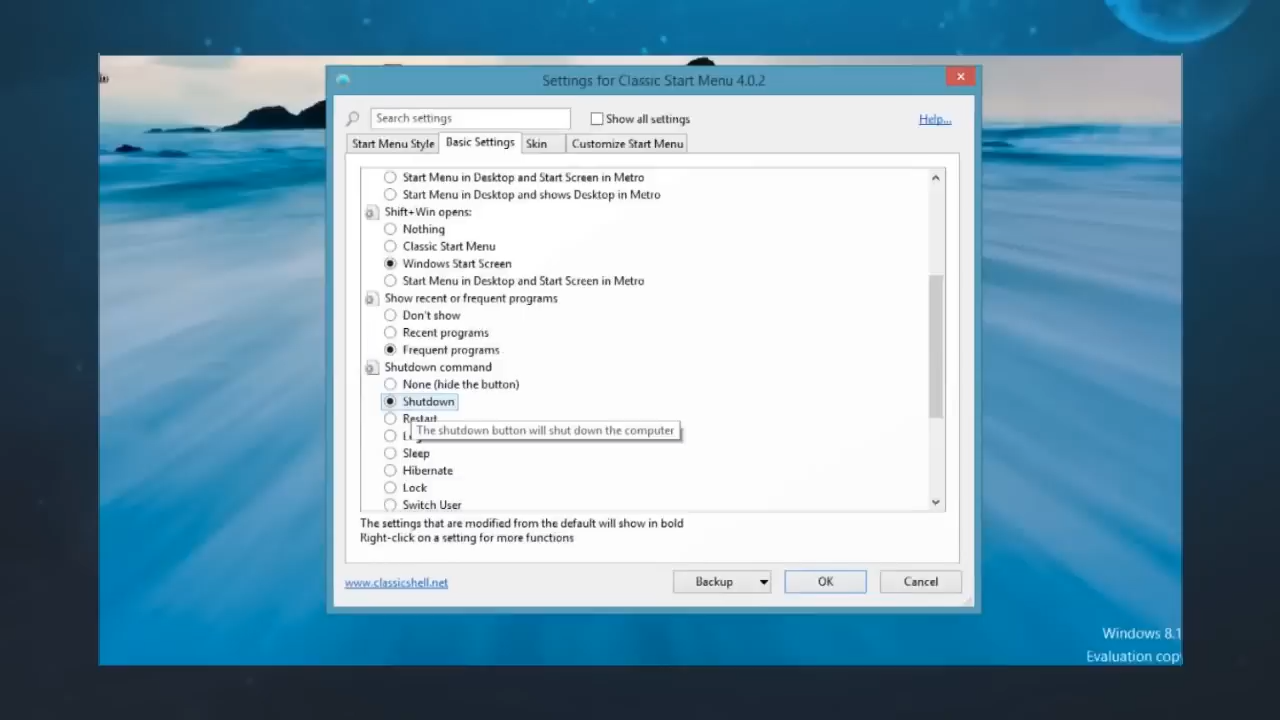 Settings for Classic Start Menu 4.0.2
Search settings
Show all settings
Help...
Start Menu Style
Basic Settings
Skin
Customize Start Menu
Start Menu in Desktop and Start Screen in Metro
Start Menu in Desktop and shows Desktop in Metro
Shift+Win opens:
Nothing
Classic Start Menu
Windows Start Screen
Start Menu in Desktop and Start Screen in Metro
Show recent or frequent programs
Don't show
Recent programs
Frequent programs
Shutdown command
None (hide the button)
Shutdown
Restart
The shutdown button will shut down the computer
Sleep
Hibernate
Lock
Switch User
The settings that are modified from the default will show in bold
Right-click on a setting for more functions
www.classicshell.net
Backup
OK
Cancel
Windows 8.1
Evaluation cop